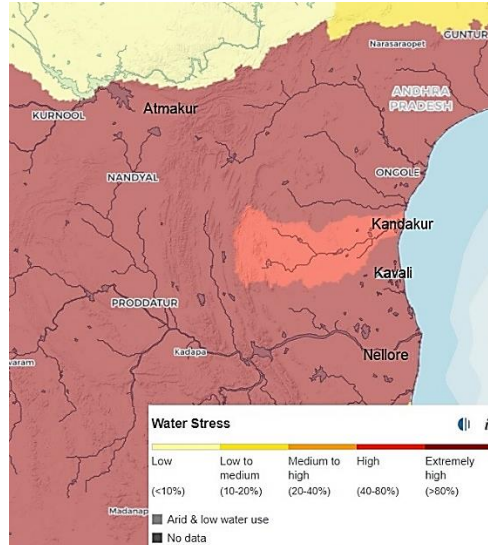 Narasaraopet
GUNTUR
ANDHRA
PRADESH
KURNOOL
Atmakur
NANDYAL
ONGOLE
Kandakur
Kavali
PRODDATUR
Kadapa
Nellore
varam
Madanap
Water Stress
Low
Low to medium
Medium to high
High
Extremely high
(<10%)
(10-20%)
(20-40%)
(40-80%)
(>80%)
Arid & low water use
No data